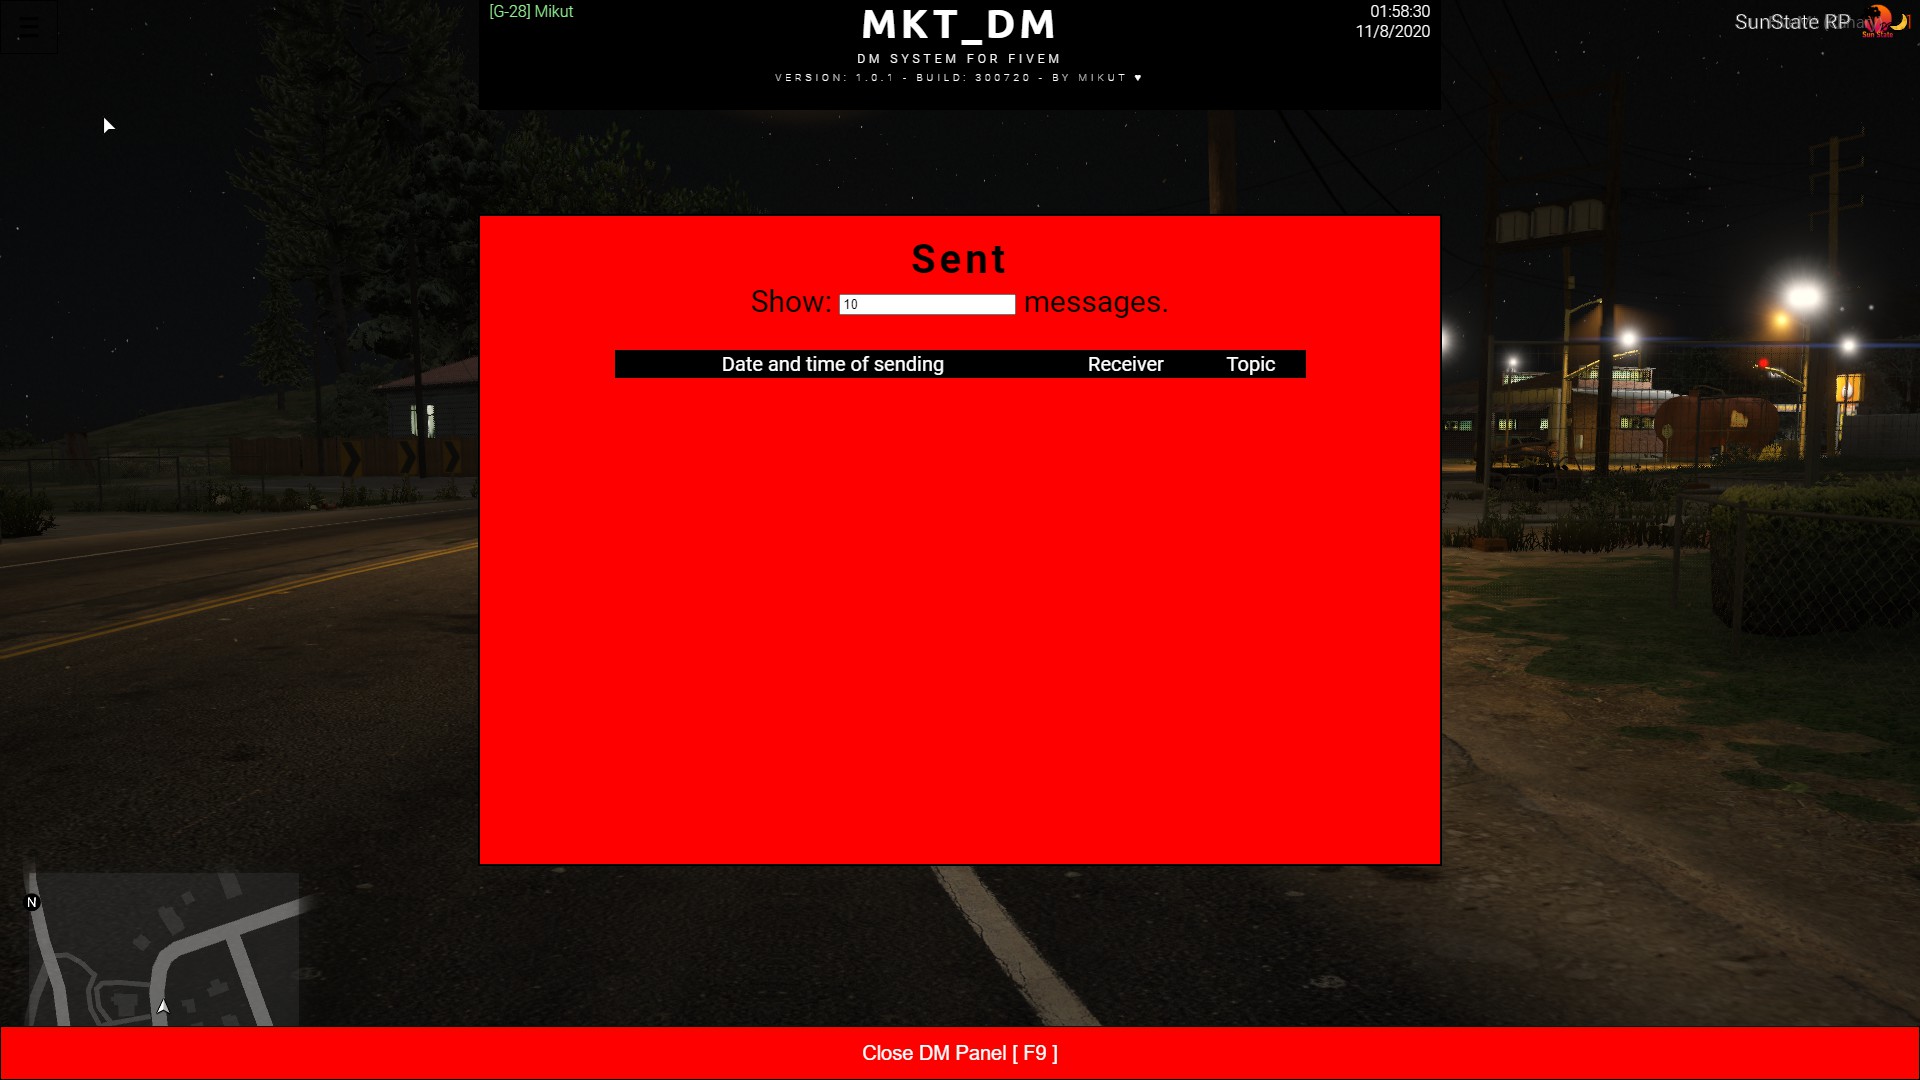 [G-28] Mikut
MKT_DM
DM SYSTEM FOR FIVEM
VERSION: 1.0.1 - BUILD: 300720 - BY MIKUT ♥
01:58:30
11/8/2020
SunState RP
Sun State
Sent
Show: 10 messages.
Date and time of sending Receiver Topic
N
Close DM Panel [ F9 ]